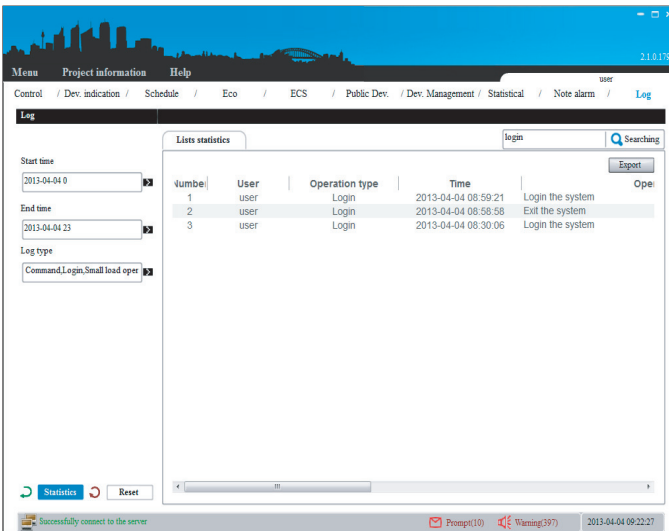 2.1.0.179
Menu Project information Help
user
Control / Dev. indication / Schedule / Eco / ECS / Public Dev. / Dev. Management / Statistical / Note alarm / Log
Log
Lists statistics
login
Searching
Export
Start time
2013-04-04 0
End time
2013-04-04 23
Log type
Command,Login,Small load oper
Number User Operation type Time Oper
1 user Login 2013-04-04 08:59:21 Login the system
2 user Login 2013-04-04 08:58:58 Exit the system
3 user Login 2013-04-04 08:30:06 Login the system
Statistics Reset
Successfully connect to the server Prompt(10) Warning(397) 2013-04-04 09:22:27